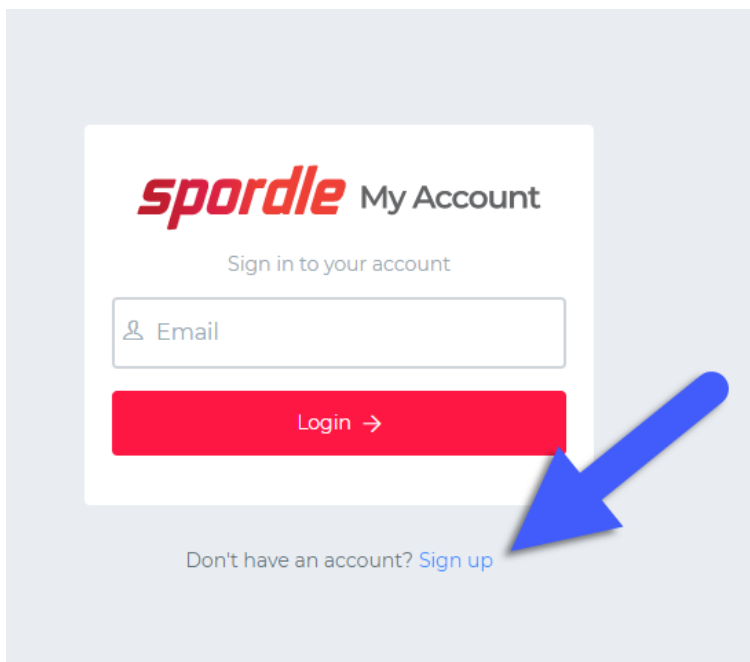 spordle My Account
Sign in to your account
Email
Login →
Don't have an account? Sign up